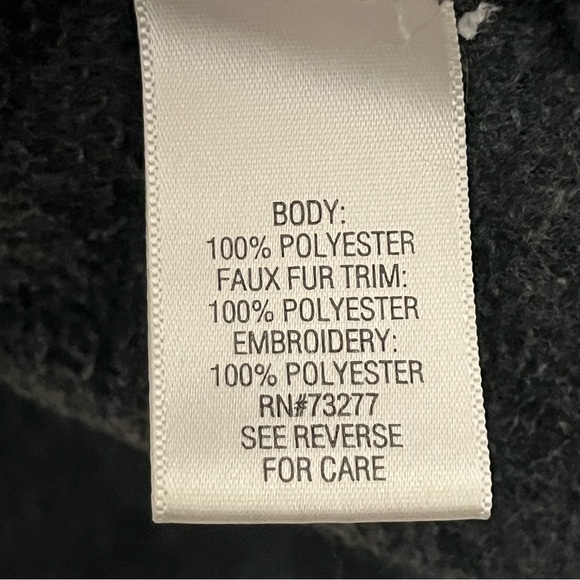 BODY:
100% POLYESTER
FAUX FUR TRIM:
100% POLYESTER
EMBROIDERY:
100% POLYESTER
RN#73277
SEE REVERSE
FOR CARE